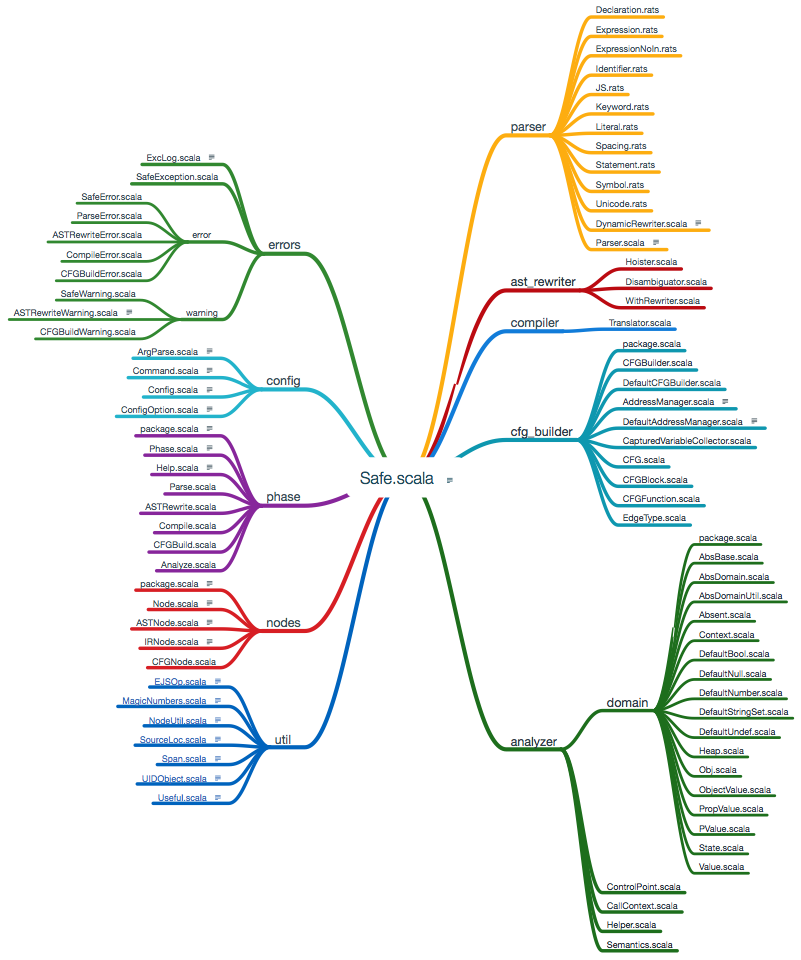 Safe.scala
errors
ExcLog.scala
SafeException.scala
error
SafeError.scala
ParseError.scala
ASTRewriteError.scala
CompileError.scala
CFGBuildError.scala
warning
SafeWarning.scala
ASTRewriteWarning.scala
CFGBuildWarning.scala
config
ArgParse.scala
Command.scala
Config.scala
ConfigOption.scala
phase
package.scala
Phase.scala
Help.scala
Parse.scala
ASTRewrite.scala
Compile.scala
CFGBuild.scala
Analyze.scala
nodes
package.scala
Node.scala
ASTNode.scala
IRNode.scala
CFGNode.scala
util
EJSOp.scala
MagicNumbers.scala
NodeUtil.scala
SourceLoc.scala
Span.scala
UIDObject.scala
Useful.scala
parser
Declaration.rats
Expression.rats
ExpressionNoIn.rats
Identifier.rats
JS.rats
Keyword.rats
Literal.rats
Spacing.rats
Statement.rats
Symbol.rats
Unicode.rats
DynamicRewriter.scala
Parser.scala
ast_rewriter
Hoister.scala
Disambiguator.scala
WithRewriter.scala
compiler
Translator.scala
cfg_builder
package.scala
CFGBuilder.scala
DefaultCFGBuilder.scala
AddressManager.scala
DefaultAddressManager.scala
CapturedVariableCollector.scala
CFG.scala
CFGBlock.scala
CFGFunction.scala
EdgeType.scala
analyzer
domain
package.scala
AbsBase.scala
AbsDomain.scala
AbsDomainUtil.scala
Absent.scala
Context.scala
DefaultBool.scala
DefaultNull.scala
DefaultNumber.scala
DefaultStringSet.scala
DefaultUndef.scala
Heap.scala
Obj.scala
ObjectValue.scala
PropValue.scala
PValue.scala
State.scala
Value.scala
ControlPoint.scala
CallContext.scala
Helper.scala
Semantics.scala